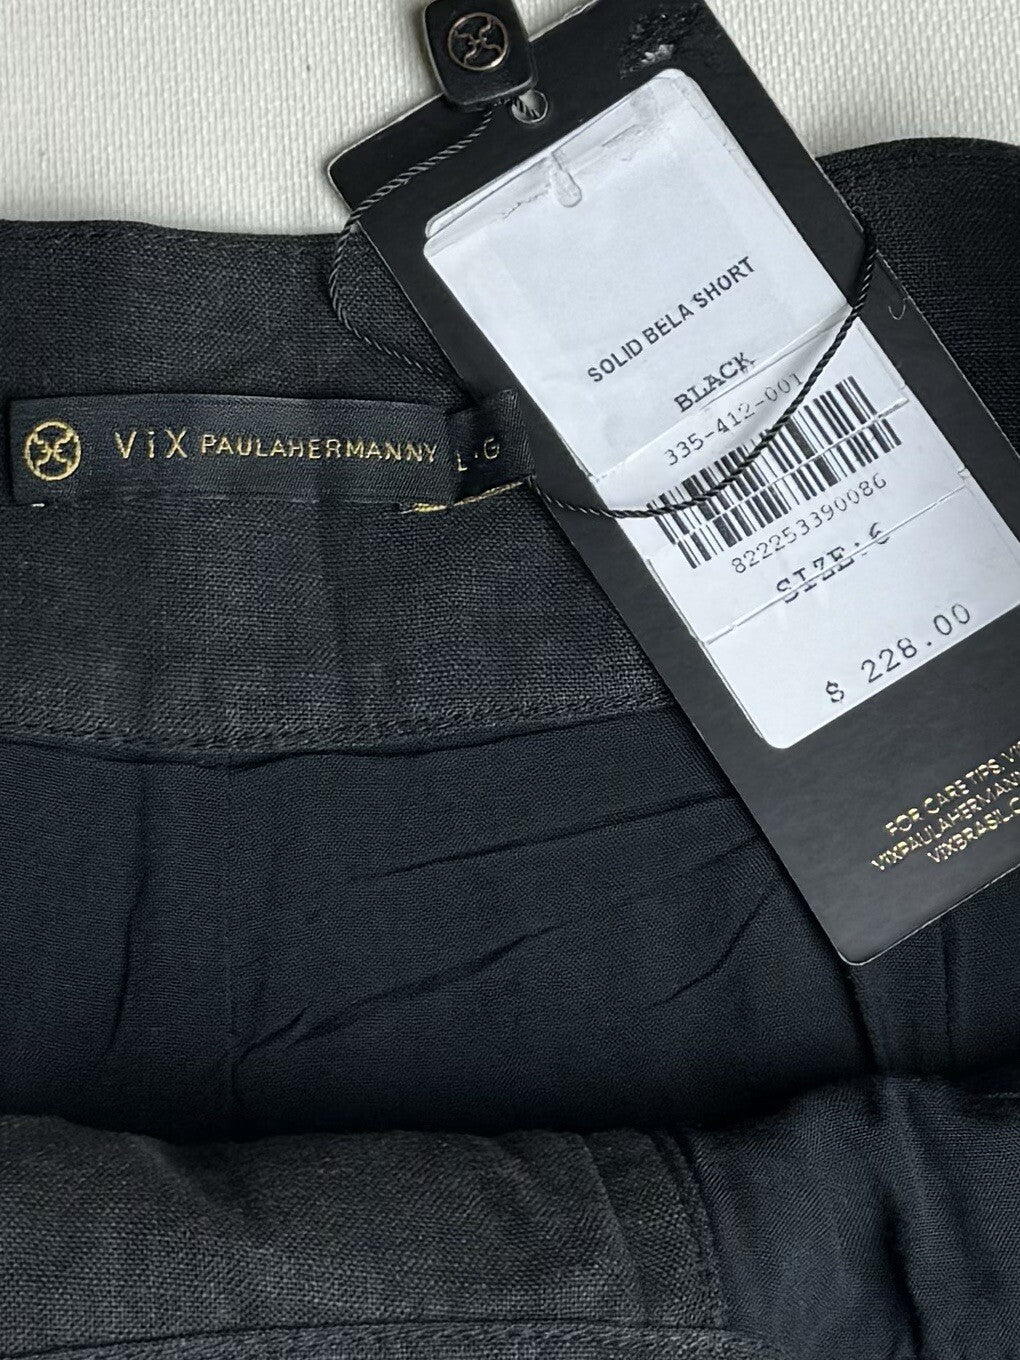 SOLID BELA SHORT
BLACK
335-412-001
822253390086
SIZE:6
$ 228.00
FOR CARE TIPS, VI
VIXPAULAHERMANN
VIXBRASIL.C
ViX PAULAHERMANNY L·G